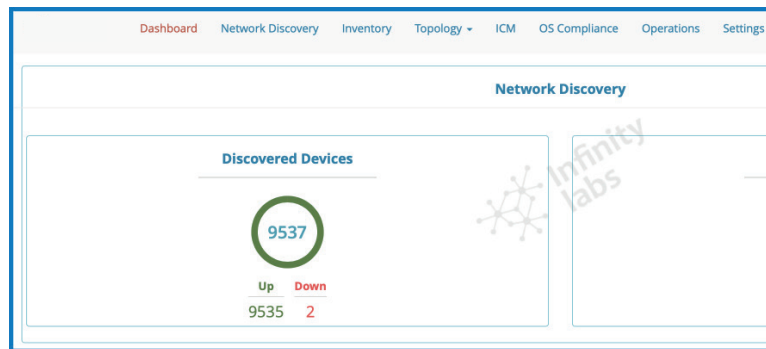 Dashboard Network Discovery Inventory Topology ICM OS Compliance Operations Settings
Network Discovery
Discovered Devices
Infinity
labs
9537
Up Down
9535 2